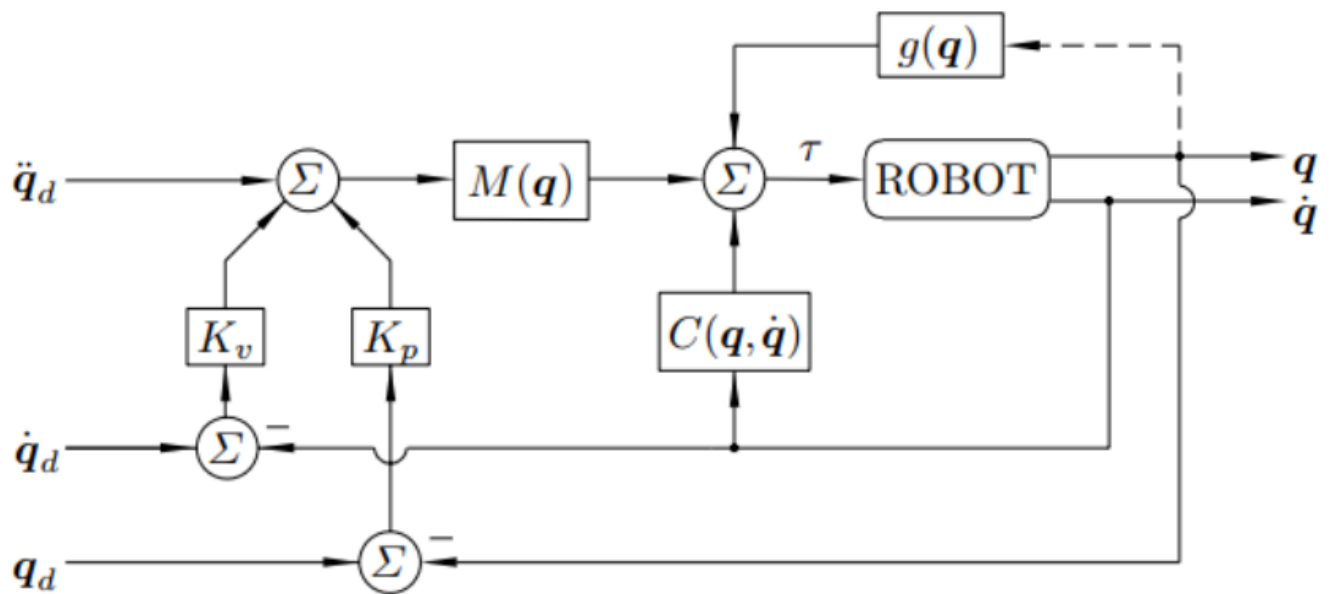 g(q)
τ
q̈_d Σ M(q) Σ ROBOT q
q̇
K_v K_p C(q, q̇)
q̇_d Σ −
q_d Σ −